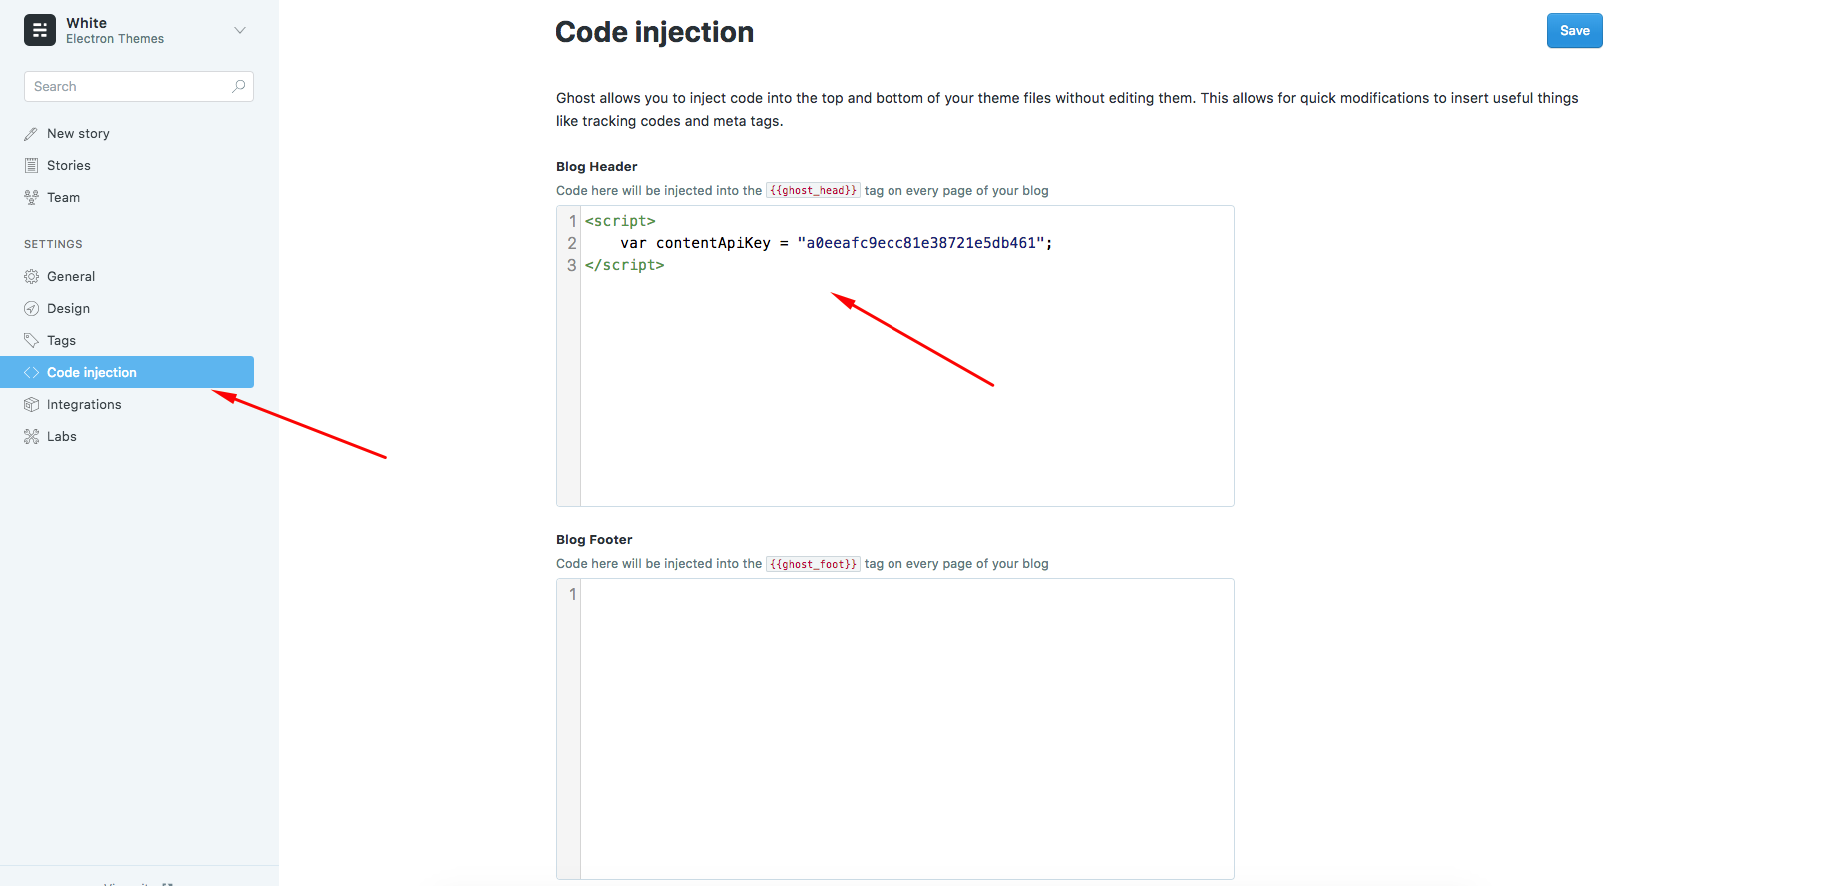 White
Electron Themes
Search
New story
Stories
Team
SETTINGS
General
Design
Tags
Code injection
Integrations
Labs
Code injection
Save
Ghost allows you to inject code into the top and bottom of your theme files without editing them. This allows for quick modifications to insert useful things
like tracking codes and meta tags.
Blog Header
Code here will be injected into the {{ghost_head}} tag on every page of your blog
1 <script>
2 var contentApiKey = "a0eeafc9ecc81e38721e5db461";
3 </script>
Blog Footer
Code here will be injected into the {{ghost_foot}} tag on every page of your blog
1